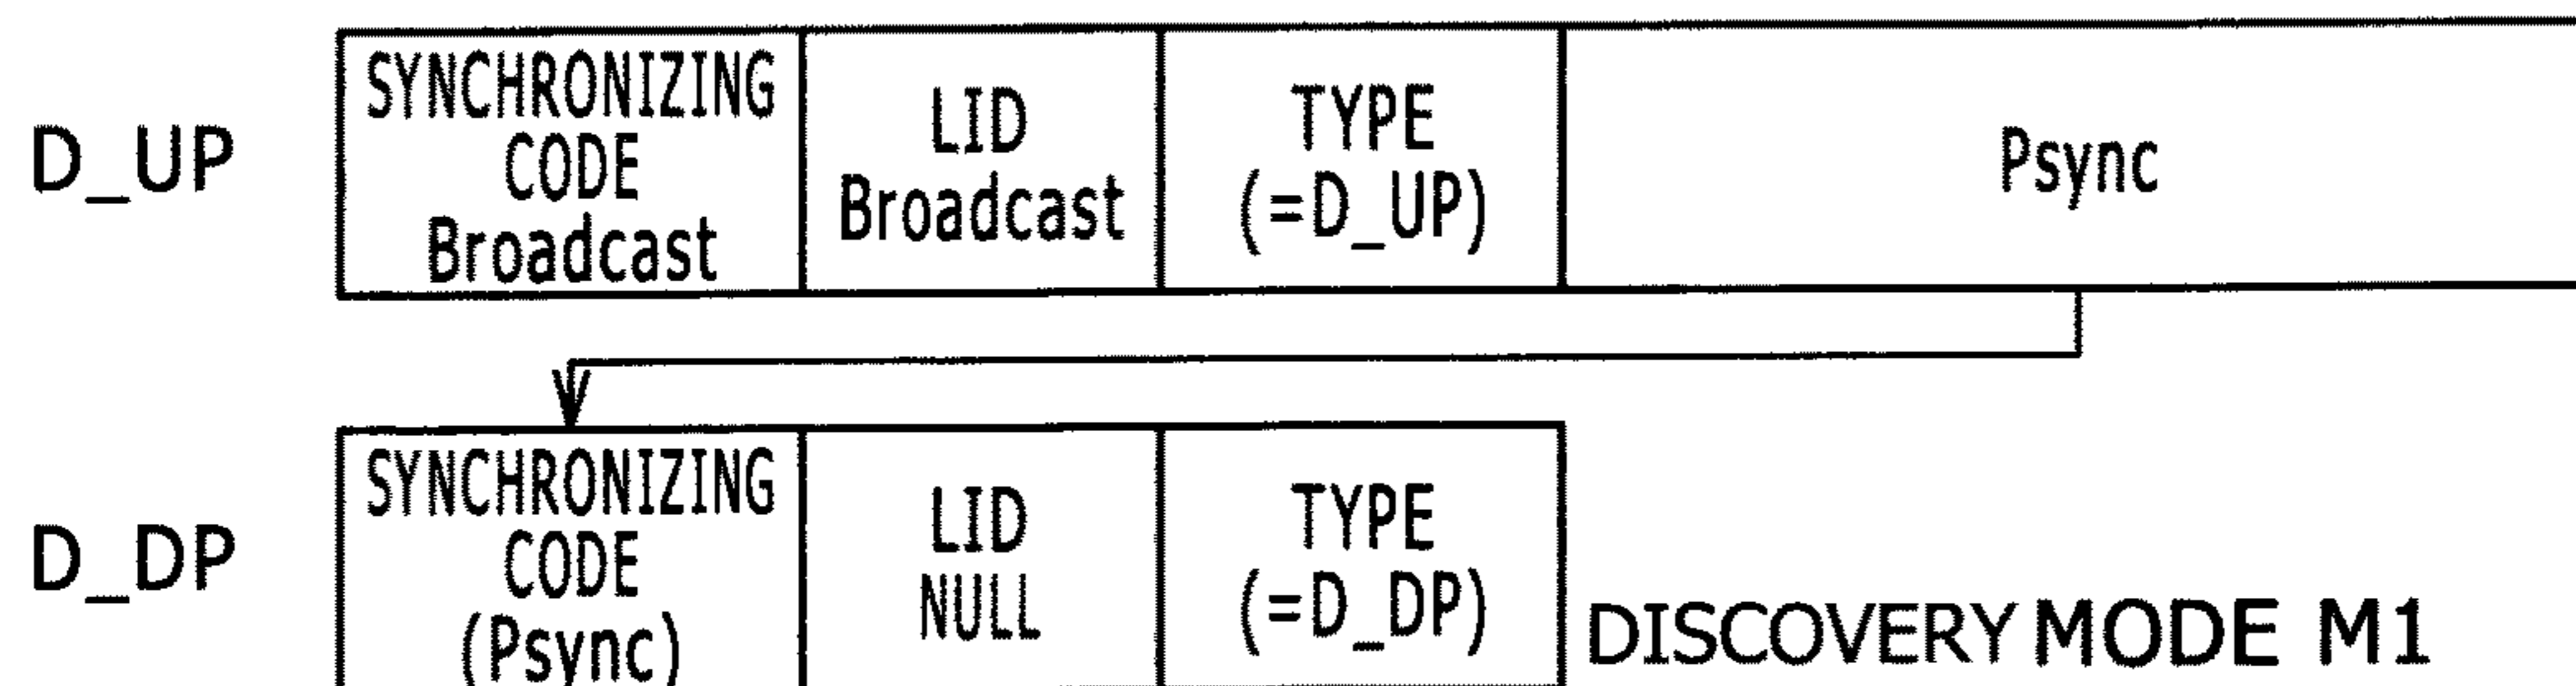 D_UP
SYNCHRONIZING
CODE
Broadcast
LID
Broadcast
TYPE
(=D_UP)
Psync
D_DP
SYNCHRONIZING
CODE
(Psync)
LID
NULL
TYPE
(=D_DP)
DISCOVERY MODE M1